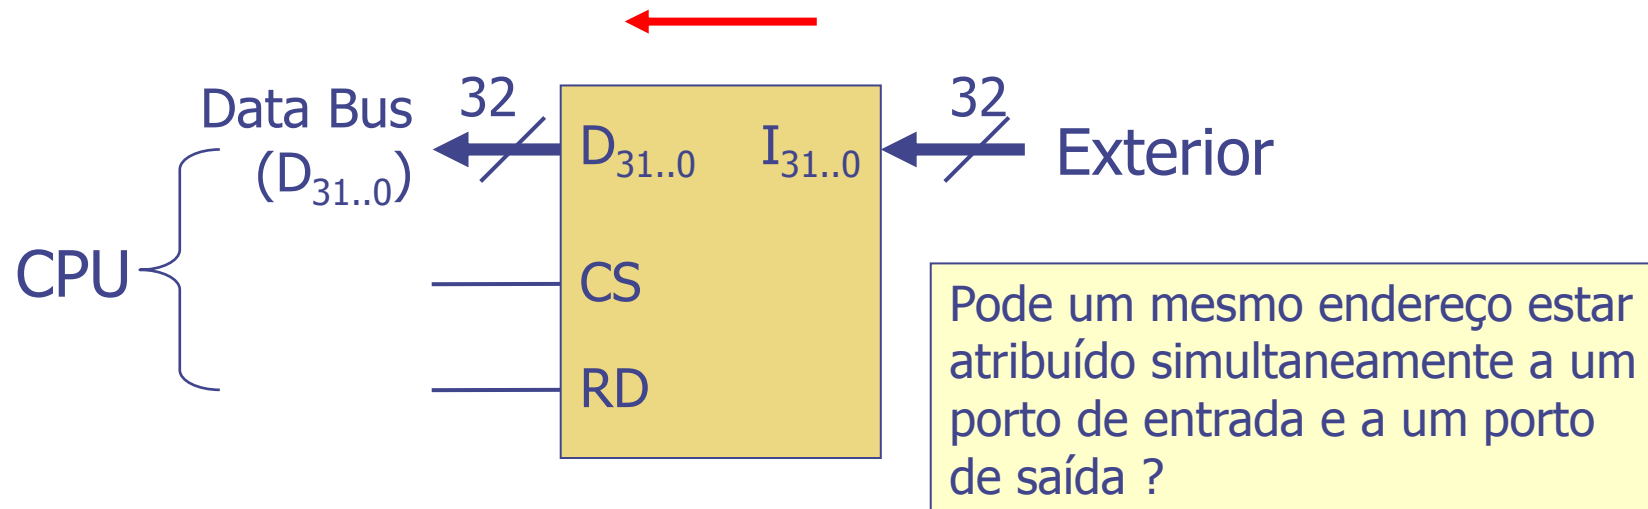 Data Bus
(D31..0)
32
D31..0
I31..0
32
Exterior
CPU
CS
RD
Pode um mesmo endereço estar
atribuído simultaneamente a um
porto de entrada e a um porto
de saída ?